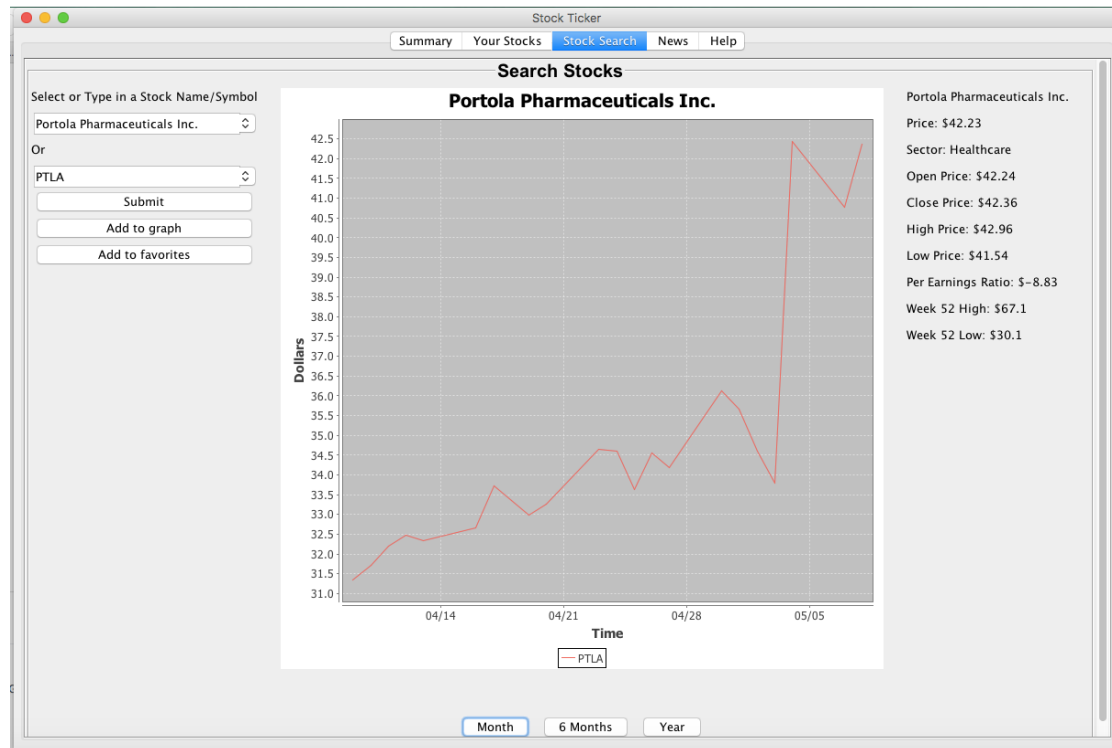 Stock Ticker
Summary Your Stocks Stock Search News Help
Search Stocks
Select or Type in a Stock Name/Symbol
Portola Pharmaceuticals Inc.
Or
PTLA
Submit
Add to graph
Add to favorites
Portola Pharmaceuticals Inc.
42.5
42.0
41.5
41.0
40.5
40.0
39.5
39.0
38.5
38.0
37.5
37.0
36.5
36.0
35.5
35.0
34.5
34.0
33.5
33.0
32.5
32.0
31.5
31.0
Dollars
04/14 04/21 04/28 05/05
Time
PTLA
Portola Pharmaceuticals Inc.
Price: $42.23
Sector: Healthcare
Open Price: $42.24
Close Price: $42.36
High Price: $42.96
Low Price: $41.54
Per Earnings Ratio: $-8.83
Week 52 High: $67.1
Week 52 Low: $30.1
Month 6 Months Year